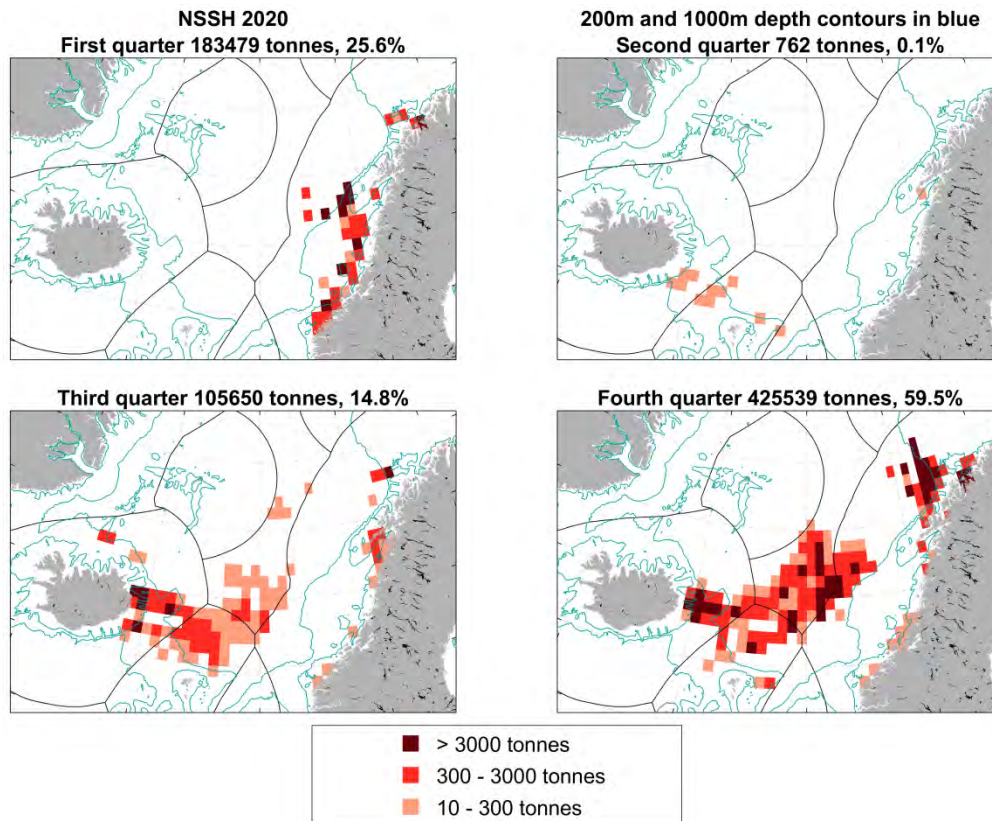 NSSH 2020
First quarter 183479 tonnes, 25.6%
200m and 1000m depth contours in blue
Second quarter 762 tonnes, 0.1%
Third quarter 105650 tonnes, 14.8%
Fourth quarter 425539 tonnes, 59.5%
> 3000 tonnes
300 - 3000 tonnes
10 - 300 tonnes